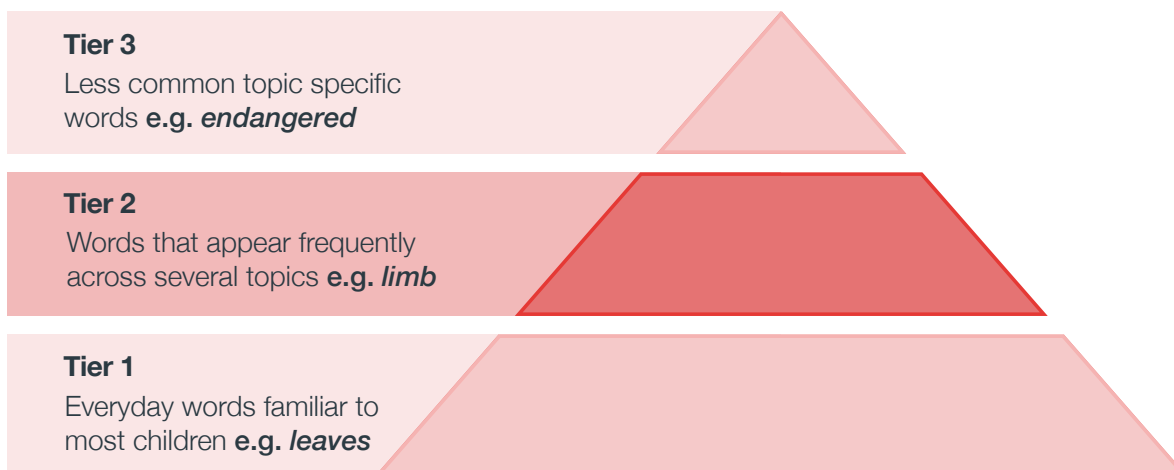 Tier 3
Less common topic specific
words e.g. endangered
Tier 2
Words that appear frequently
across several topics e.g. limb
Tier 1
Everyday words familiar to
most children e.g. leaves